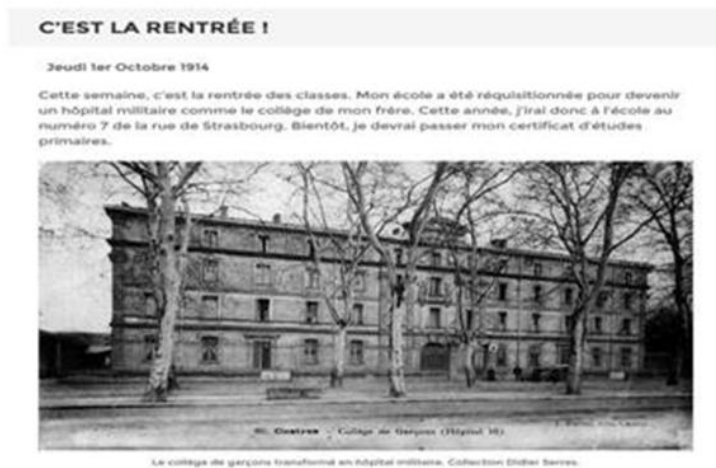 C'EST LA RENTRÉE !
Jeudi 1er Octobre 1914
Cette semaine, c'est la rentrée des classes. Mon école a été réquisitionnée pour devenir
un hôpital militaire comme le collège de mon frère. Cette année, j'irai donc à l'école au
numéro 7 de la rue de Strasbourg. Bientôt, je devrai passer mon certificat d'études
primaires.
Castres - Collège de Garçons (Hôpital 16)
Le collège de garçons transformé en hôpital militaire. Collection Didier Serres.